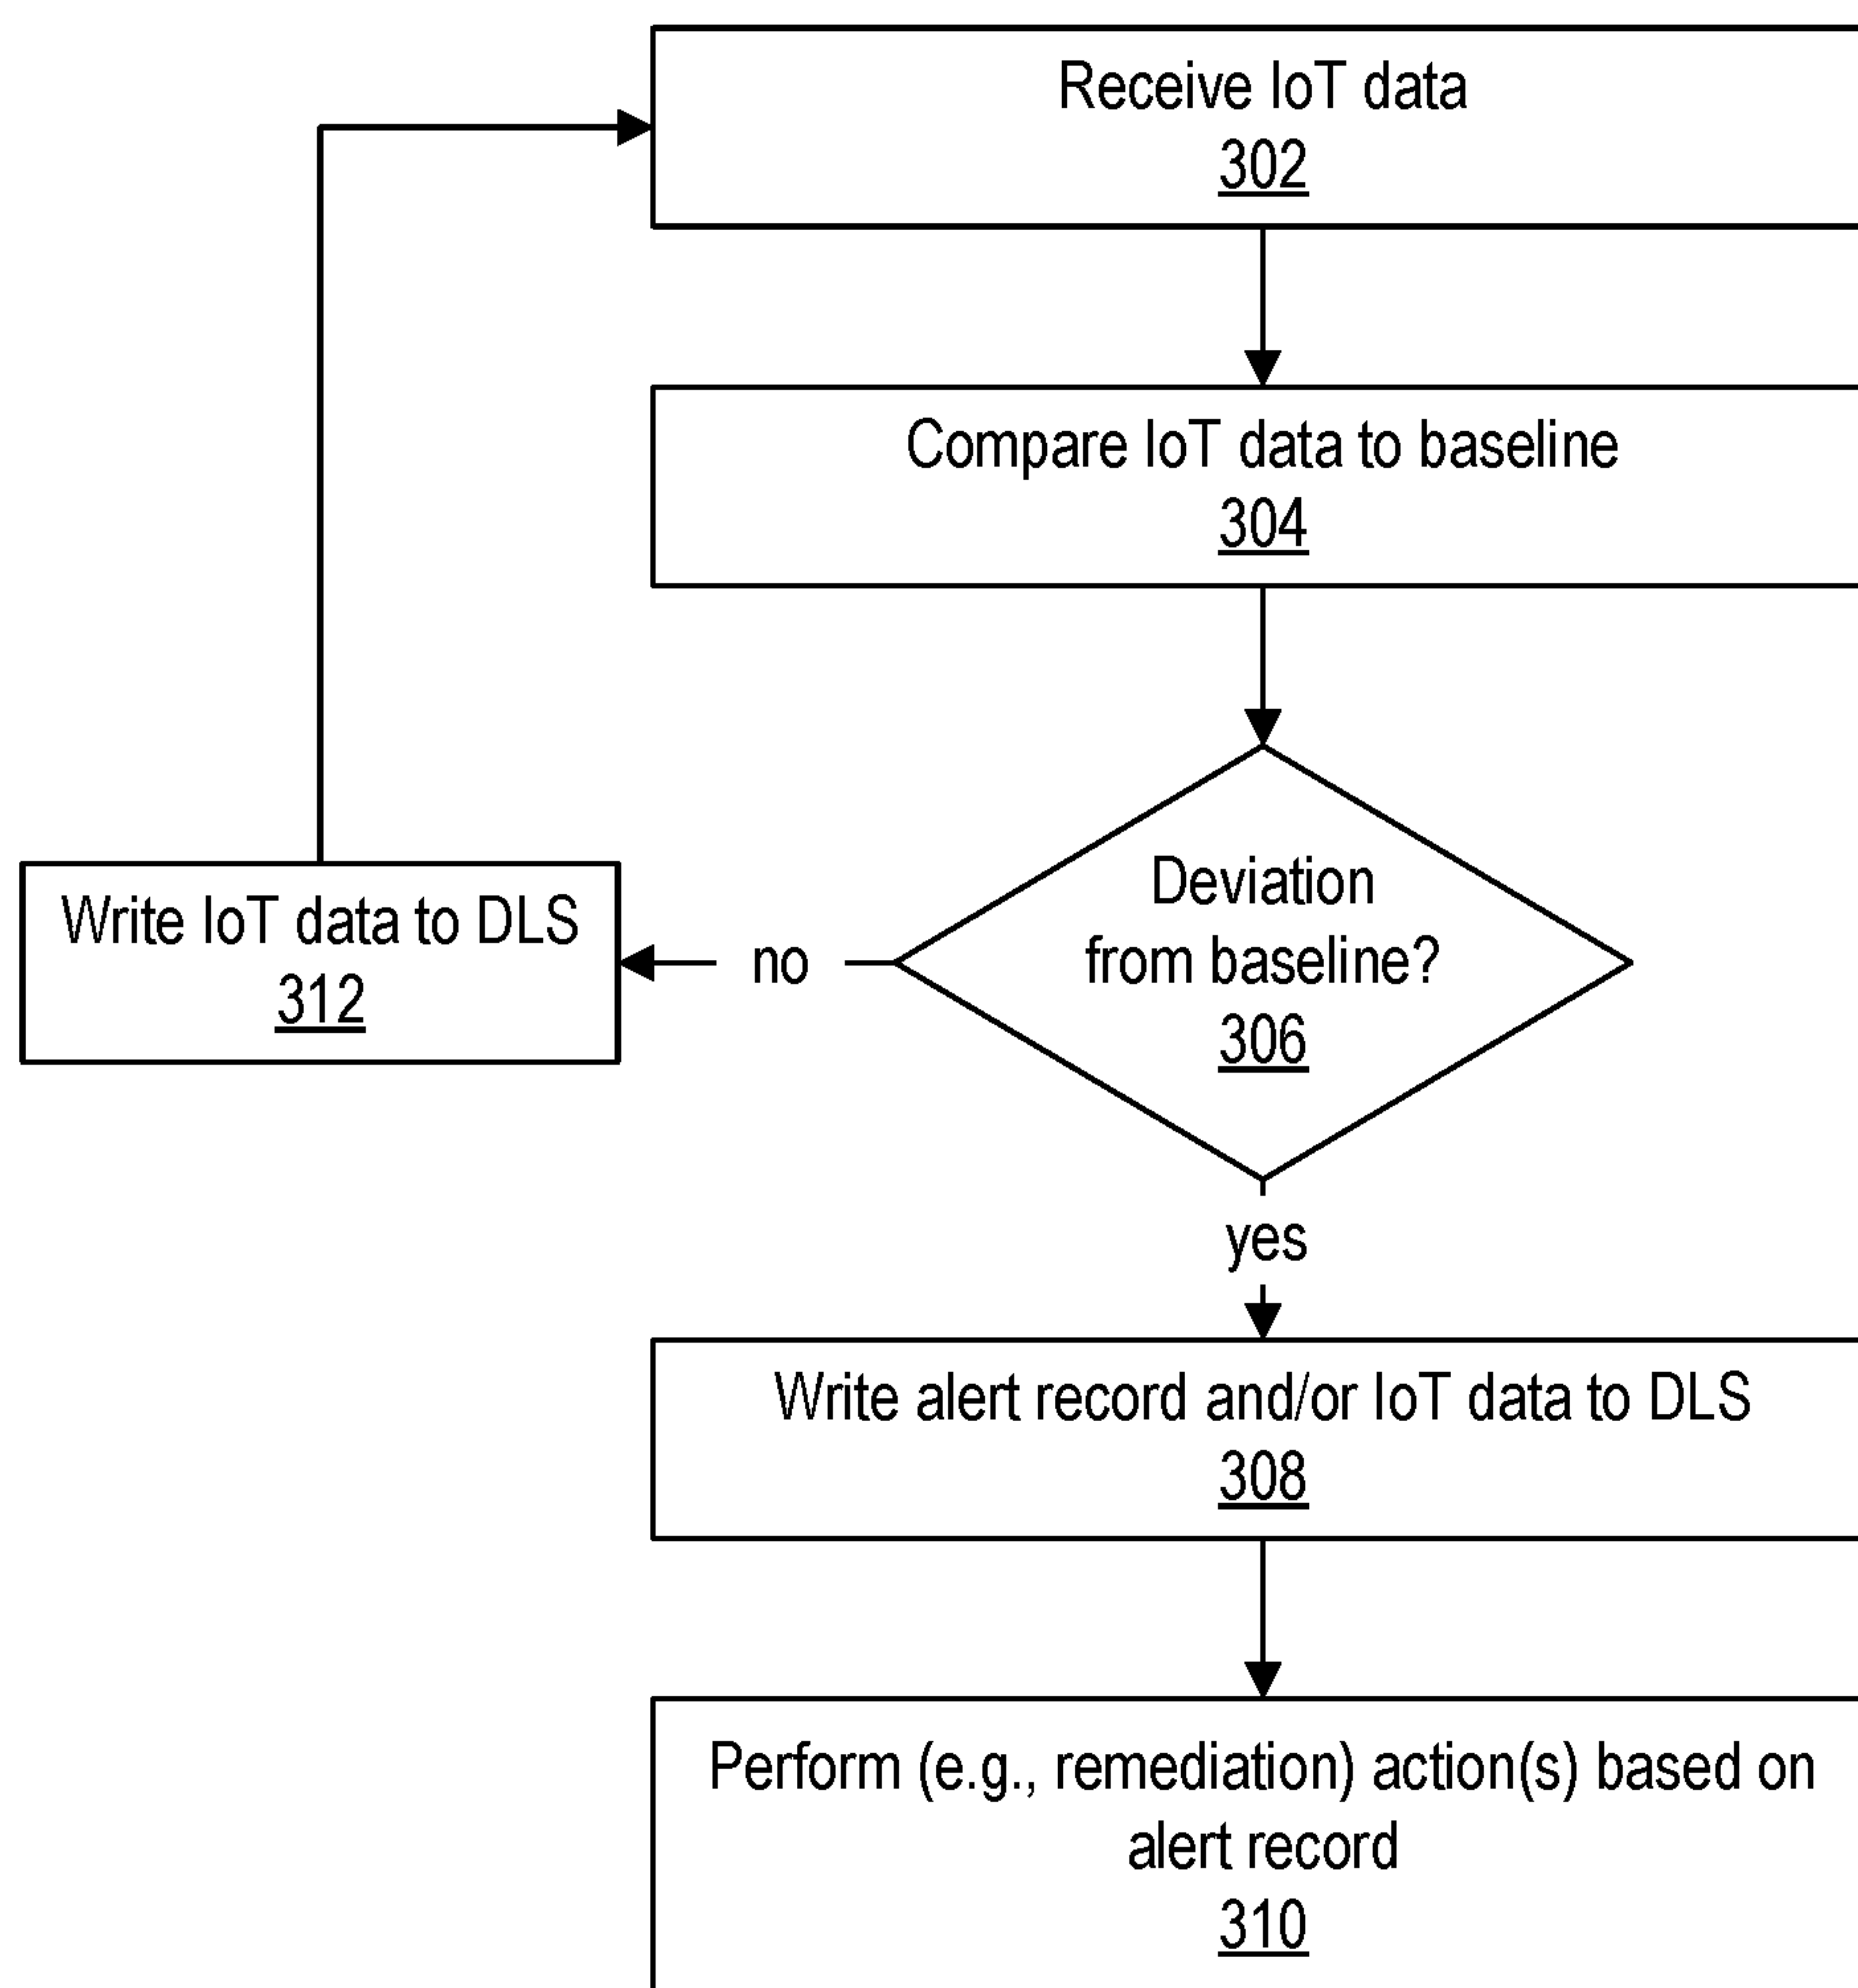 Receive IoT data
302
Compare IoT data to baseline
304
Deviation
from baseline?
306
no
Write IoT data to DLS
312
yes
Write alert record and/or IoT data to DLS
308
Perform (e.g., remediation) action(s) based on
alert record
310